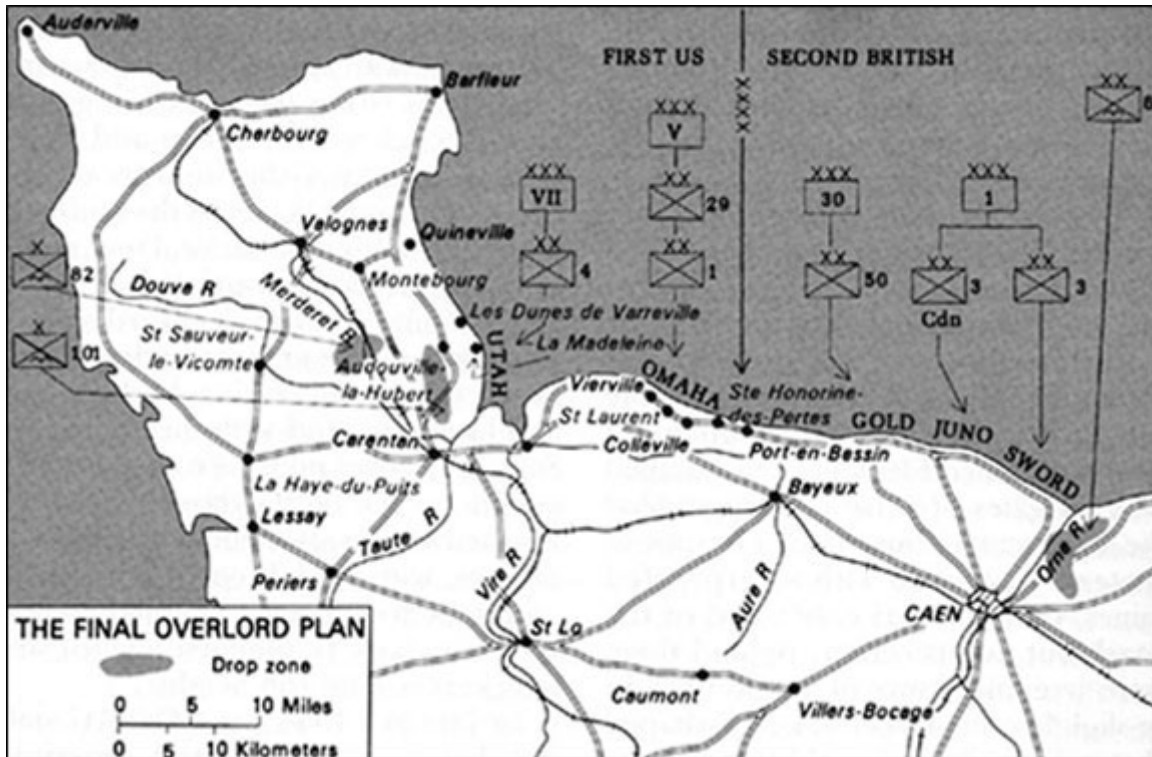 Auderville
Barfleur
Cherbourg
FIRST US
SECOND BRITISH
XXXX
XXX
V
XX
29
XX
1
XXX
VII
XX
4
XXX
30
XX
50
XXX
1
XX
3
Cdn
XX
3
6
Valognes
Quineville
Montebourg
X
82
X
101
Douve R
Merderet R
Les Dunes de Varreville
La Madeleine
UTAH
St Sauveur-
le-Vicomte
Audouville-
la-Hubert
Vierville
OMAHA
Ste Honorine-
des-Pertes
GOLD
JUNO
SWORD
St Laurent
Colleville
Port-en-Bessin
Carentan
La Haye-du-Puits
Bayeux
Lessay
Taute R
Periers
Vire R
Aure R
Orne R
CAEN
St Lo
Caumont
Villers-Bocage
THE FINAL OVERLORD PLAN
Drop zone
0 5 10 Miles
0 5 10 Kilometers